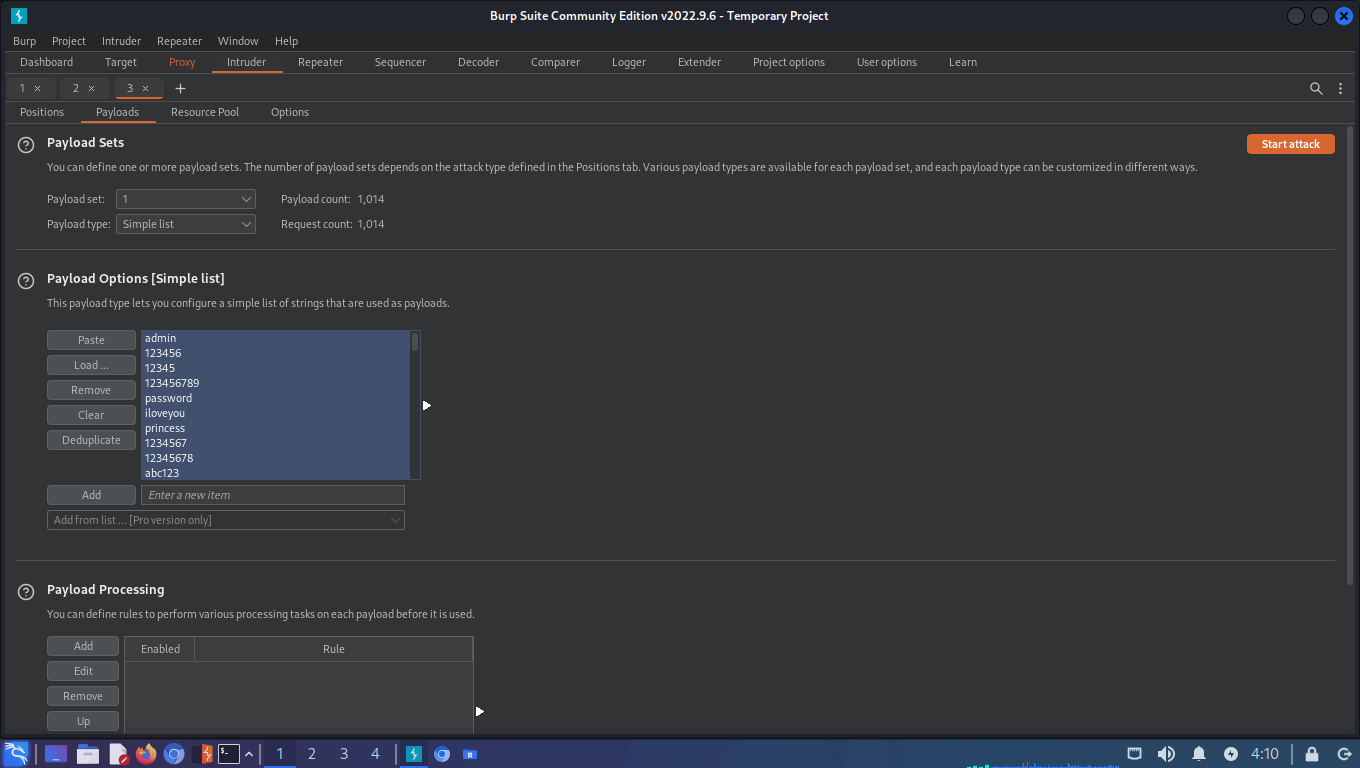 Burp Suite Community Edition v2022.9.6 - Temporary Project
Burp Project Intruder Repeater Window Help
Dashboard Target Proxy Intruder Repeater Sequencer Decoder Comparer Logger Extender Project options User options Learn
1 × 2 × 3 × +
Positions Payloads Resource Pool Options
? Payload Sets
Start attack
You can define one or more payload sets. The number of payload sets depends on the attack type defined in the Positions tab. Various payload types are available for each payload set, and each payload type can be customized in different ways.
Payload set: 1 Payload count: 1,014
Payload type: Simple list Request count: 1,014
? Payload Options [Simple list]
This payload type lets you configure a simple list of strings that are used as payloads.
Paste
Load ...
Remove
Clear
Deduplicate
admin
123456
12345
123456789
password
iloveyou
princess
1234567
12345678
abc123
Add Enter a new item
Add from list ... [Pro version only]
? Payload Processing
You can define rules to perform various processing tasks on each payload before it is used.
Add
Edit
Remove
Up
Enabled Rule
1 2 3 4 4:10